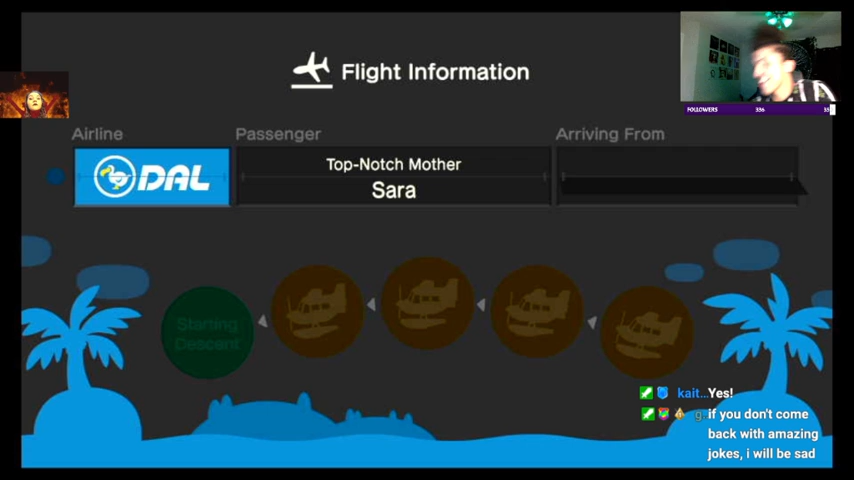 Flight Information
FOLLOWERS
336
Airline
Passenger
Arriving From
DAL
Top-Notch Mother
Sara
Starting
Descent
kait... Yes!
g if you don't come
back with amazing
jokes, i will be sad